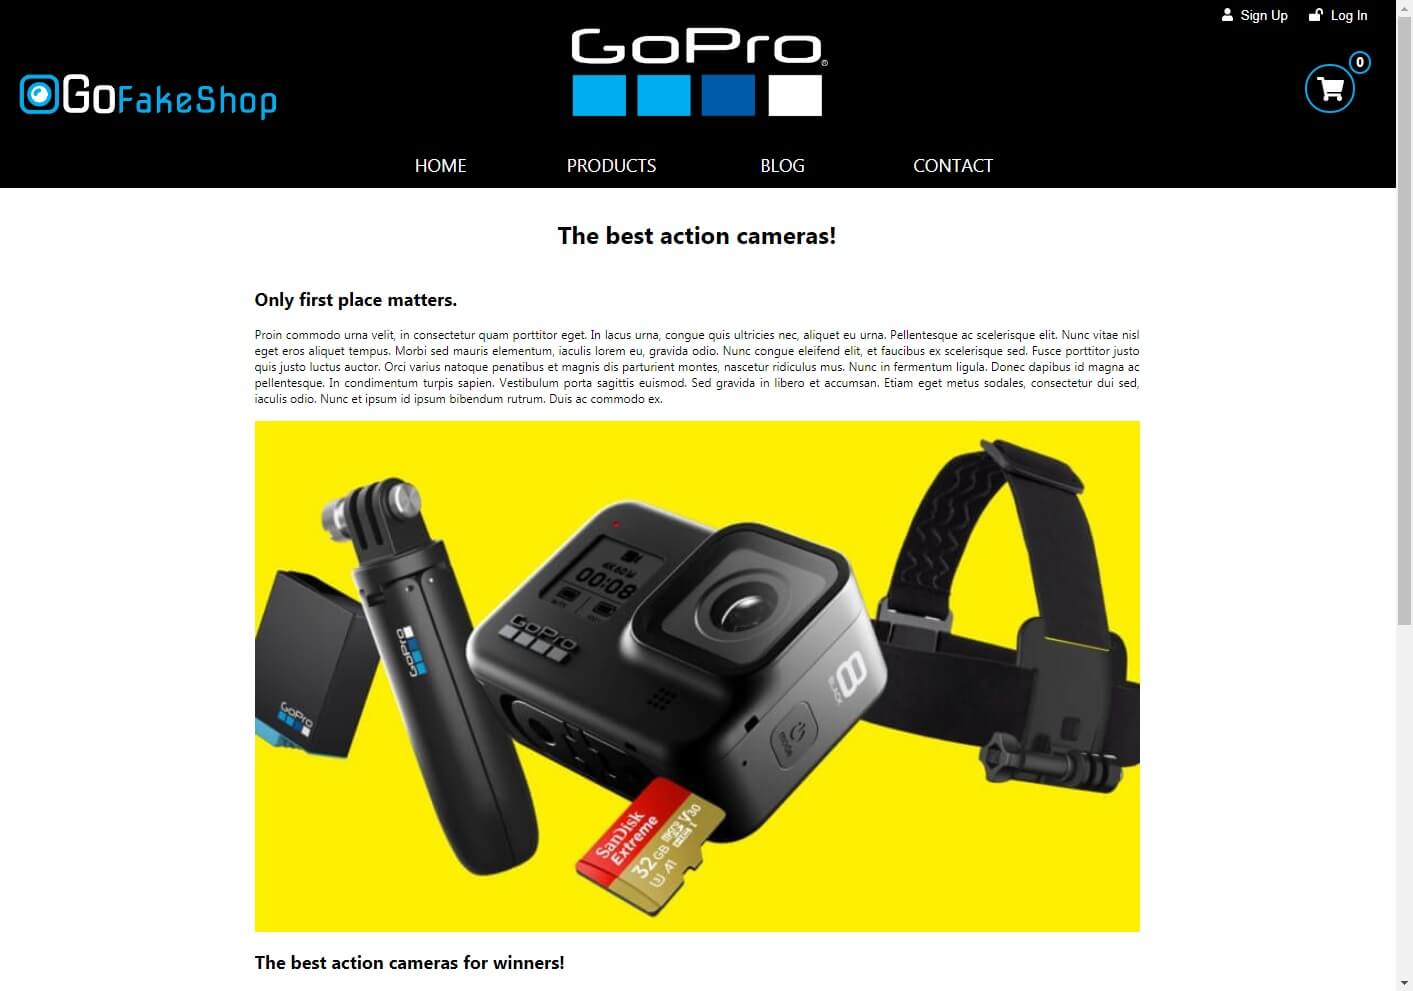 Sign Up
Log In
GoPro
®
0
GoFakeShop
HOME
PRODUCTS
BLOG
CONTACT
The best action cameras!
Only first place matters.
Proin commodo urna velit, in consectetur quam porttitor eget. In lacus urna, congue quis ultricies nec, aliquet eu urna. Pellentesque ac scelerisque elit. Nunc vitae nisl
eget eros aliquet tempus. Morbi sed mauris elementum, iaculis lorem eu, gravida odio. Nunc congue eleifend elit, et faucibus ex scelerisque sed. Fusce porttitor justo
quis justo luctus auctor. Orci varius natoque penatibus et magnis dis parturient montes, nascetur ridiculus mus. Nunc in fermentum ligula. Donec dapibus id magna ac
pellentesque. In condimentum turpis sapien. Vestibulum porta sagittis euismod. Sed gravida in libero et accumsan. Etiam eget metus sodales, consectetur dui sed,
iaculis odio. Nunc et ipsum id ipsum bibendum rutrum. Duis ac commodo ex.
4K 60 W
00:08
GoPro
GoPro
GoPro
8
BLACK
mode
SanDisk
Extreme
32 GB
microSD
HC I
V30
U3 A1
The best action cameras for winners!